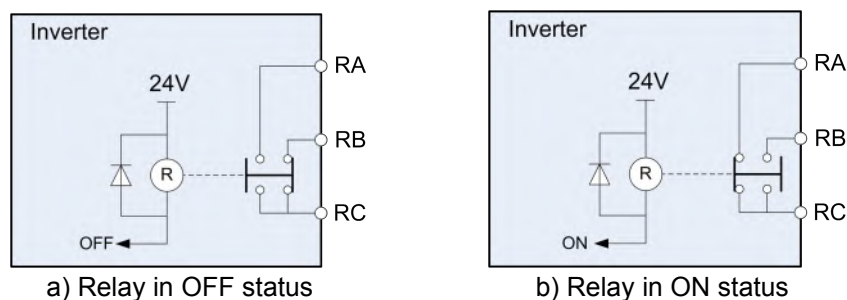 Inverter
24V
R
OFF
RA
RB
RC
a) Relay in OFF status
Inverter
24V
R
ON
RA
RB
RC
b) Relay in ON status